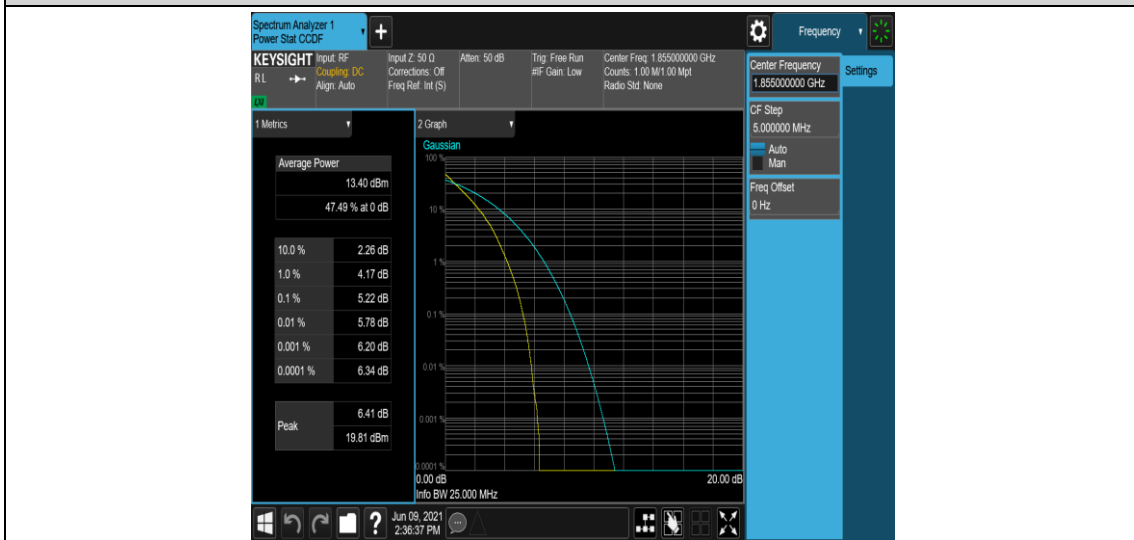 Spectrum Analyzer 1
Power Stat CCDF
+
Frequency
KEYSIGHT
RL
LXI
Input: RF
Coupling: DC
Align: Auto
Input Z: 50 Ω
Corrections: Off
Freq Ref: Int (S)
Atten: 50 dB
Trig: Free Run
#IF Gain: Low
Center Freq: 1.855000000 GHz
Counts: 1.00 M/1.00 Mpt
Radio Std: None
Center Frequency
1.855000000 GHz
Settings
CF Step
5.000000 MHz
Auto
Man
Freq Offset
0 Hz
1 Metrics
Average Power
13.40 dBm
47.49 % at 0 dB
10.0 % 2.26 dB
1.0 % 4.17 dB
0.1 % 5.22 dB
0.01 % 5.78 dB
0.001 % 6.20 dB
0.0001 % 6.34 dB
Peak
6.41 dB
19.81 dBm
2 Graph
Gaussian
100 %
10 %
1 %
0.1 %
0.01 %
0.001 %
0.0001 %
0.00 dB 20.00 dB
Info BW 25.000 MHz
?
Jun 09, 2021
2:36:37 PM